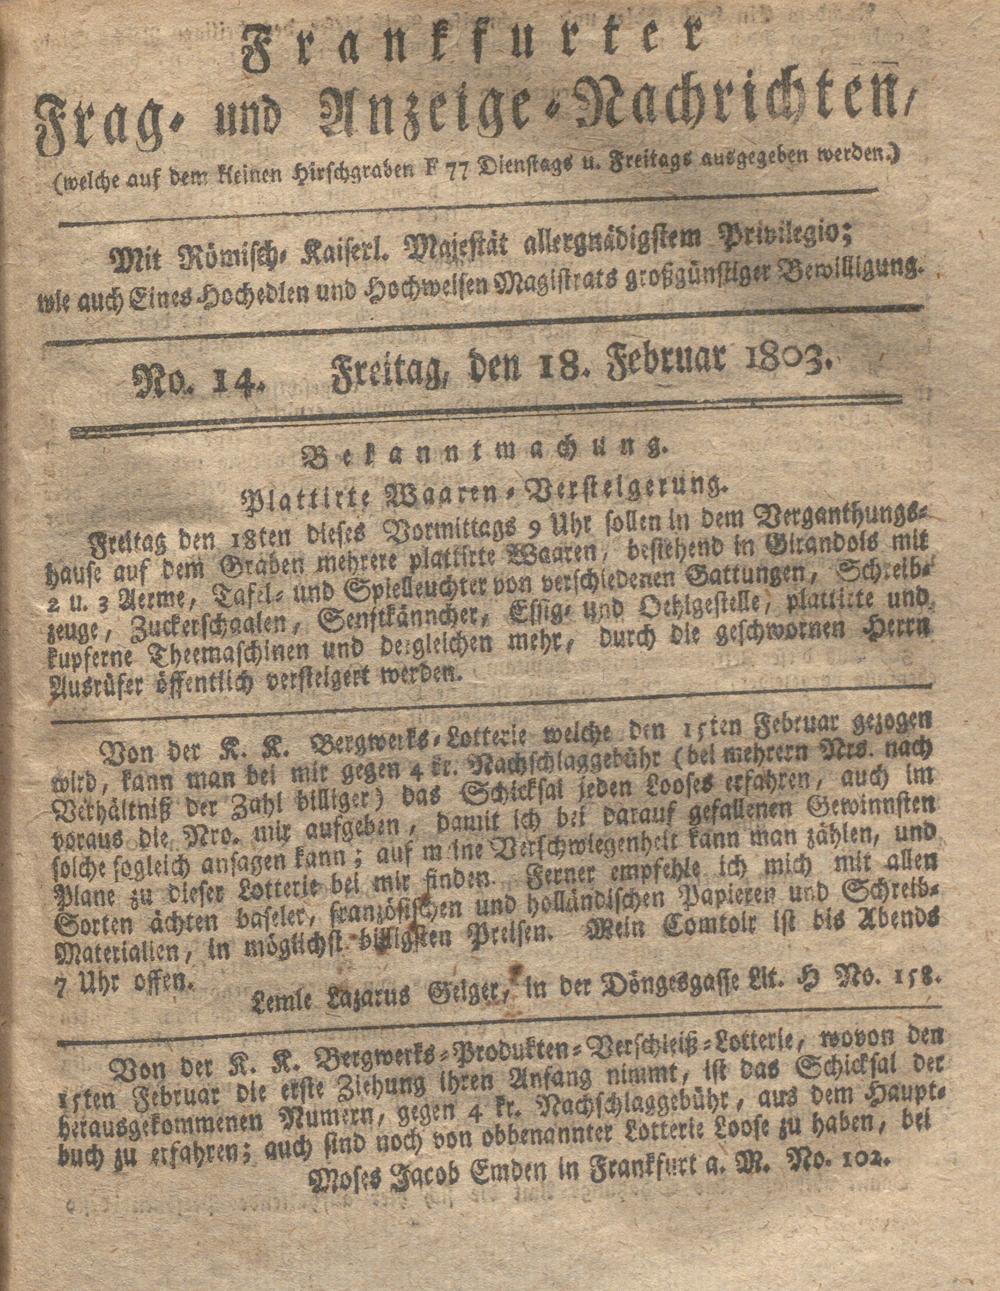 Frankfurter
Frag- und Anzeige-Nachrichten,
(welche auf dem kleinen Hirschgraben F 77 Dienstags u. Freitags ausgegeben werden.)
Mit Römisch- Kaiserl. Majestät allergnädigstem Privilegio;
wie auch Eines Hochedlen und Hochweisen Magistrats großgünstiger Bewilligung.
No. 14. Freitag, den 18. Februar 1803.
Bekanntmachung.
Plattirte Waaren-Versteigerung.
Freitag den 18ten dieses Vormittags 9 Uhr sollen in dem Verganthungs-
hause auf dem Graben mehrere plattirte Waaren, bestehend in Girandols mit
2 u. 3 Aerme, Tafel- und Spielleuchter von verschiedenen Gattungen, Schreib-
zeuge, Zuckerschaalen, Senftkänncher, Essig- und Oehlgestelle, plattirte und
kupferne Theemaschinen und dergleichen mehr, durch die geschwornen Herrn
Ausrüfer öffentlich versteigert werden.
Von der K. K. Bergwerks-Lotterie welche den 15ten Februar gezogen
wird, kann man bei mir gegen 4 kr. Nachschlaggebühr (bei mehrern Nrs. nach
Verhältniß der Zahl billiger) das Schicksal jeden Looses erfahren, auch im
voraus die Nro. mir aufgeben, damit ich bei darauf gefallenen Gewinnsten
solche sogleich ansagen kann; auf meine Verschwiegenheit kann man zählen, und
Plane zu dieser Lotterie bei mir finden. Ferner empfehle ich mich mit allen
Sorten ächten baseler, französischen und holländischen Papieren und Schreib-
Materialien, in möglichst billigsten Preisen. Mein Comtoir ist bis Abends
7 Uhr offen.
Lemle Lazarus Geiger, in der Döngesgasse Lit. H No. 158.
Von der K. K. Bergwerks-Produkten-Verschleiß-Lotterie, wovon den
15ten Februar die erste Ziehung ihren Anfang nimmt, ist das Schicksal der
herausgekommenen Numern, gegen 4 kr. Nachschlaggebühr, aus dem Haupt-
buch zu erfahren; auch sind noch von obbenannter Lotterie Loose zu haben, bei
Moses Jacob Emden in Frankfurt a. M. No. 102.